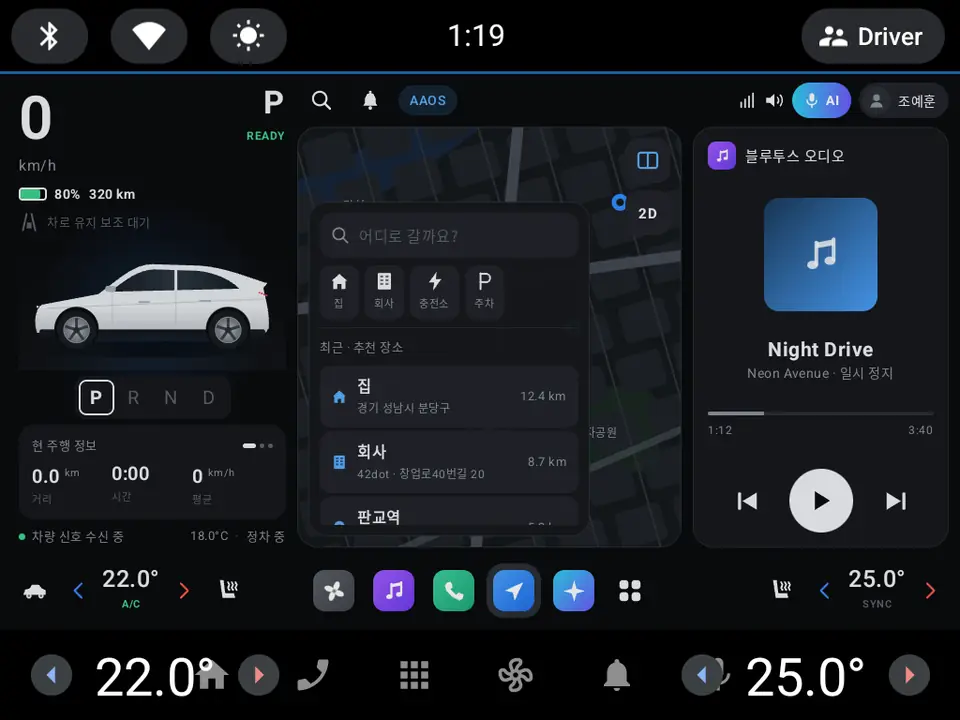 1:19
Driver
0
P
READY
km/h
80% 320 km
차로 유지 보조 대기
P R N D
현 주행 정보
0.0 km 0:00 0 km/h
거리 시간 평균
차량 신호 수신 중 18.0°C · 정차 중
AAOS
AI
조예훈
2D
어디로 갈까요?
집 회사 충전소 주차
최근 · 추천 장소
집
경기 성남시 분당구
12.4 km
회사
42dot · 창업로40번길 20
8.7 km
판교역
블루투스 오디오
Night Drive
Neon Avenue · 일시 정지
1:12 3:40
22.0°
A/C
25.0°
SYNC
22.0° 25.0°